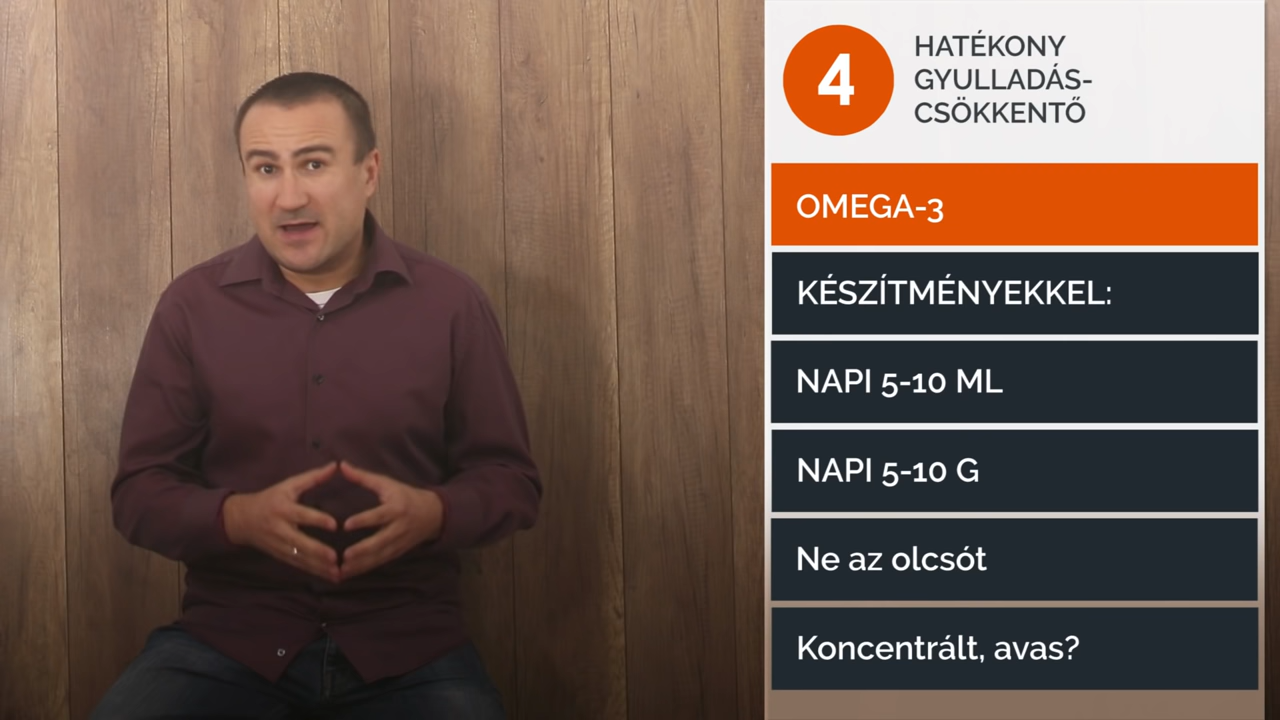 4
HATÉKONY
GYULLADÁS-
CSÖKKENTŐ
OMEGA-3
KÉSZÍTMÉNYEKKEL:
NAPI 5-10 ML
NAPI 5-10 G
Ne az olcsót
Koncentrált, avas?